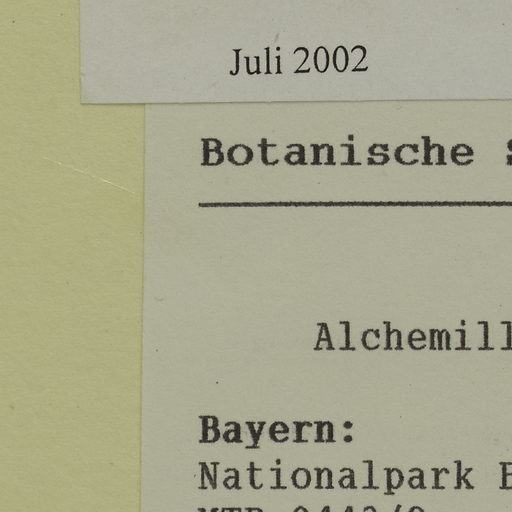 Juli 2002
Botanische
Alchemill
Bayern:
Nationalpark